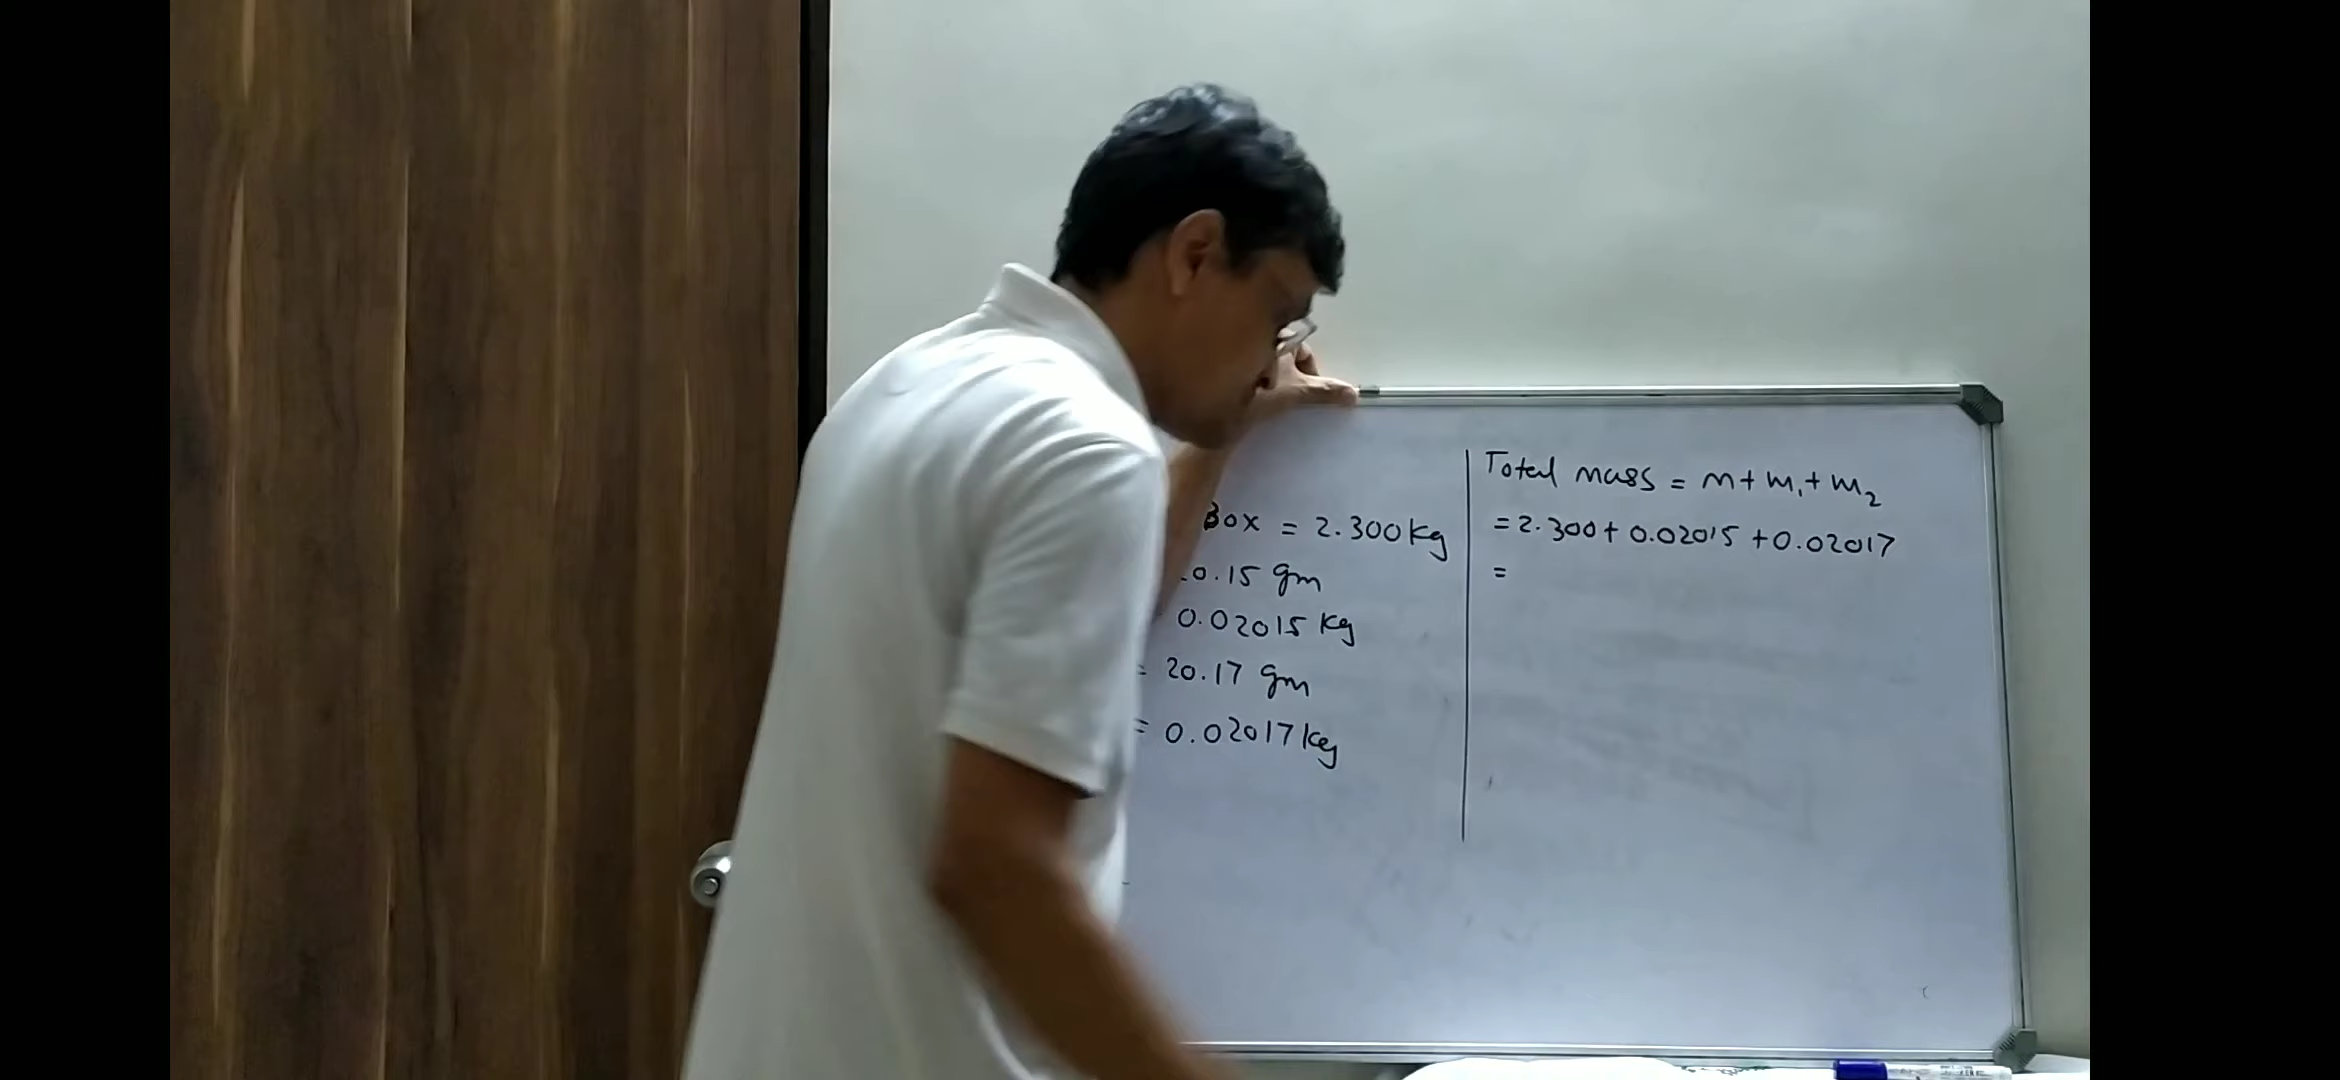 Box = 2.300 kg
0.15 gm
0.02015 kg
= 20.17 gm
= 0.02017 kg
Total mass = m + m₁ + m₂
= 2.300 + 0.02015 + 0.02017
=